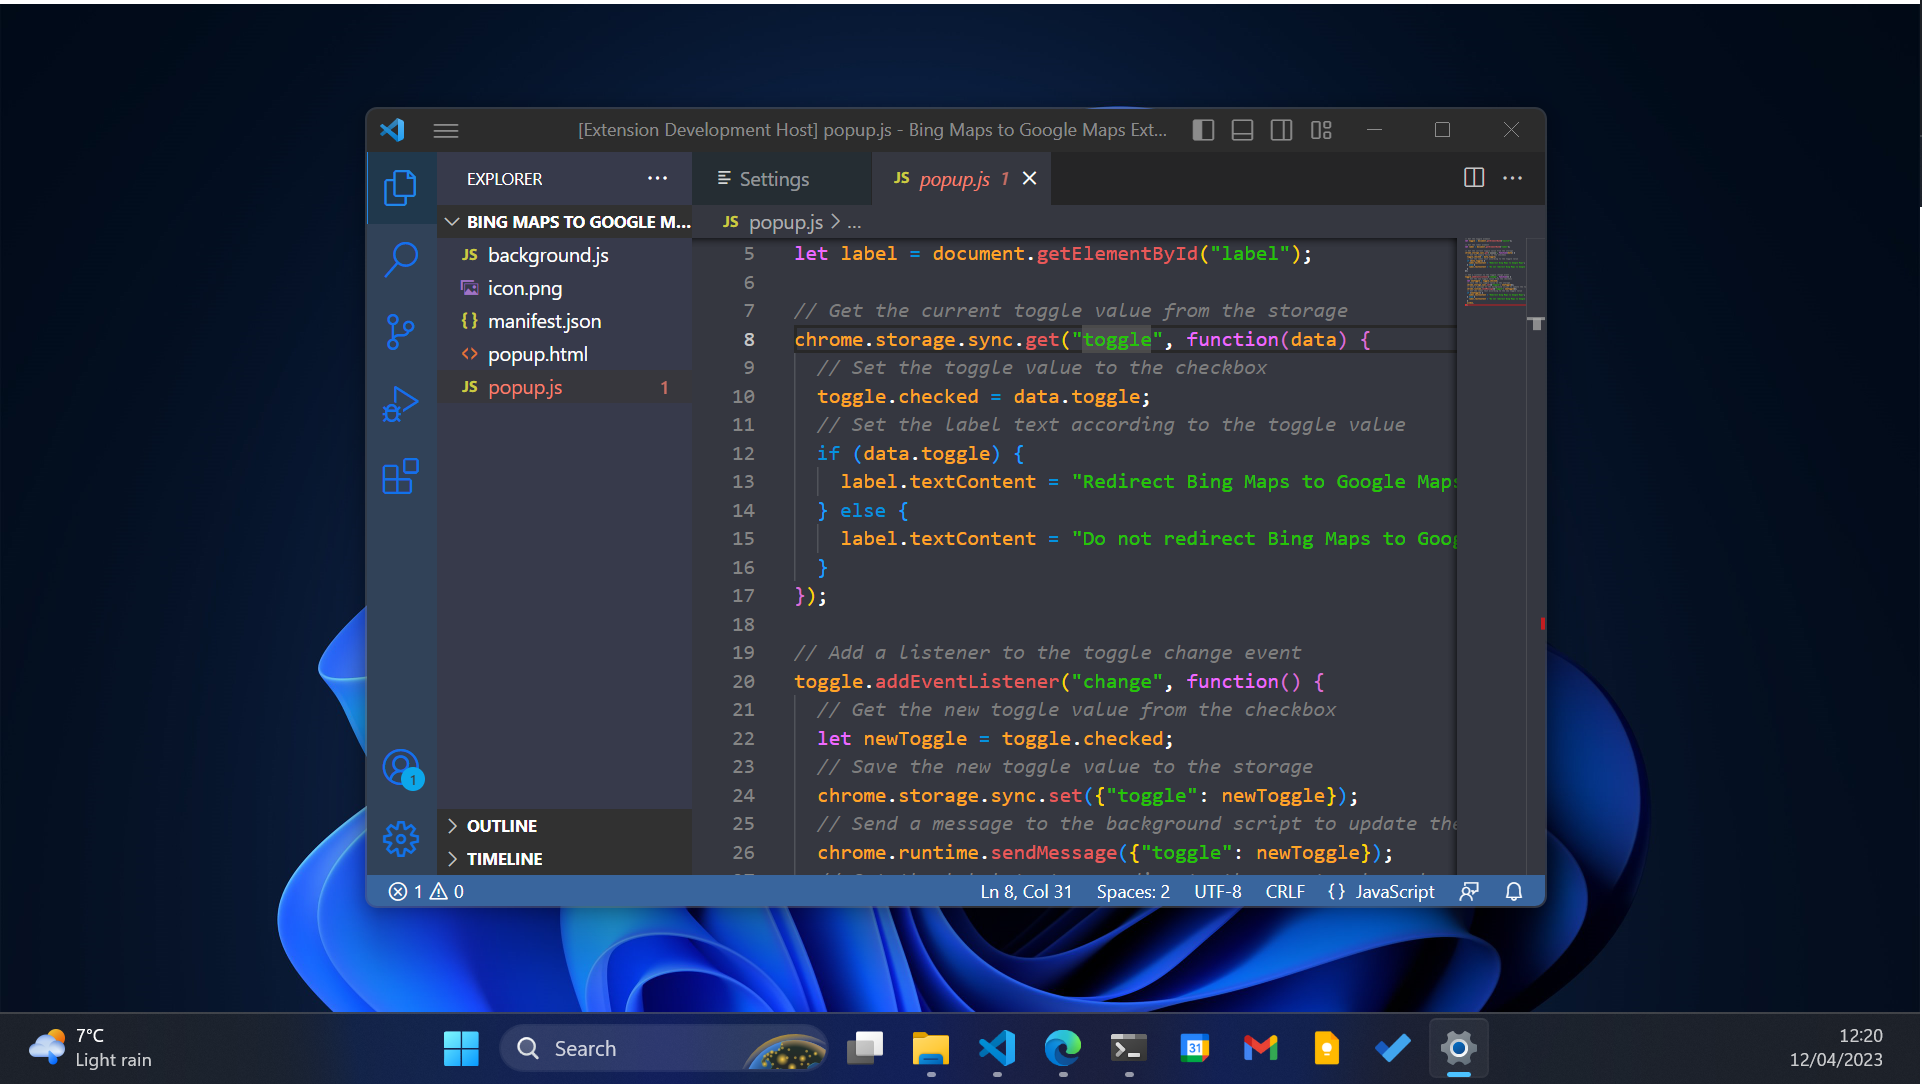 [Extension Development Host] popup.js - Bing Maps to Google Maps Ext...
EXPLORER
Settings
JS popup.js 1
BING MAPS TO GOOGLE M...
JS popup.js > ...
JS background.js
icon.png
{} manifest.json
<> popup.html
JS popup.js 1
5 let label = document.getElementById("label");
6
7 // Get the current toggle value from the storage
8 chrome.storage.sync.get("toggle", function(data) {
9 // Set the toggle value to the checkbox
10 toggle.checked = data.toggle;
11 // Set the label text according to the toggle value
12 if (data.toggle) {
13 label.textContent = "Redirect Bing Maps to Google Maps
14 } else {
15 label.textContent = "Do not redirect Bing Maps to Goog
16 }
17 });
18
19 // Add a listener to the toggle change event
20 toggle.addEventListener("change", function() {
21 // Get the new toggle value from the checkbox
22 let newToggle = toggle.checked;
23 // Save the new toggle value to the storage
24 chrome.storage.sync.set({"toggle": newToggle});
25 // Send a message to the background script to update the
26 chrome.runtime.sendMessage({"toggle": newToggle});
1
OUTLINE
TIMELINE
1 0
Ln 8, Col 31 Spaces: 2 UTF-8 CRLF {} JavaScript
7°C
Light rain
Search
31
12:20
12/04/2023